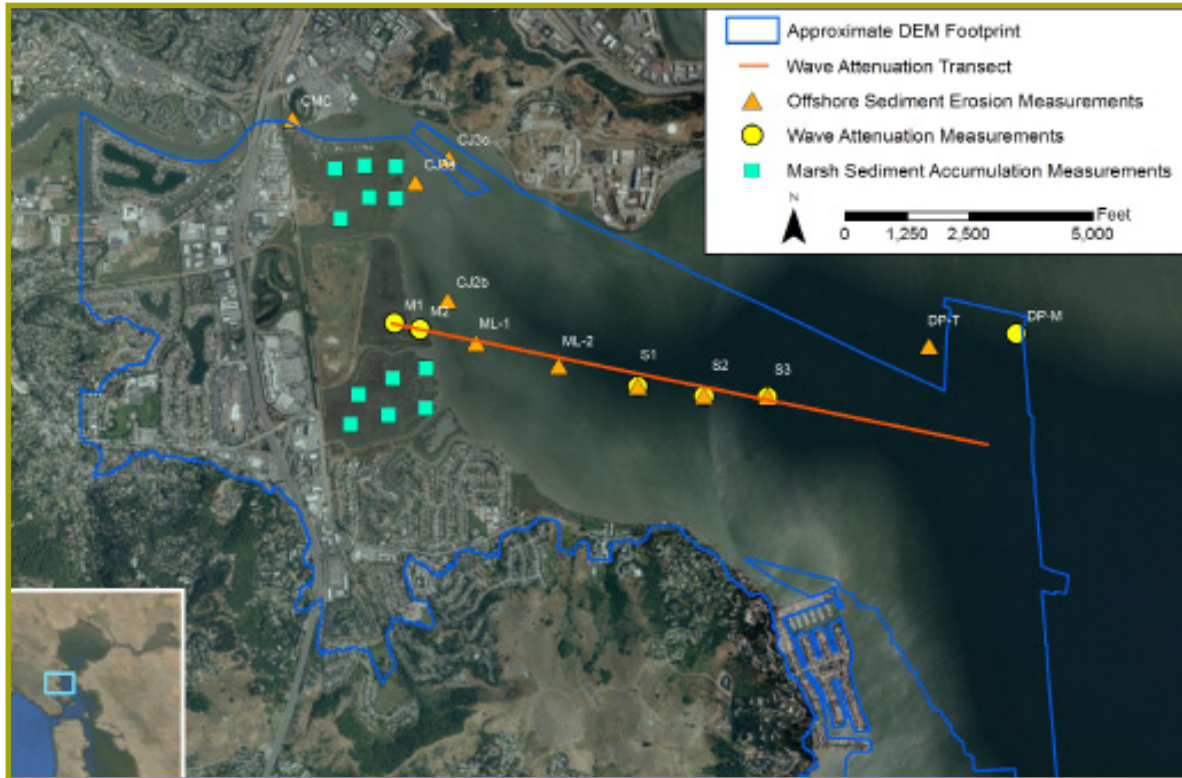 Approximate DEM Footprint
Wave Attenuation Transect
Offshore Sediment Erosion Measurements
Wave Attenuation Measurements
Marsh Sediment Accumulation Measurements
N
Feet
0 1,250 2,500 5,000
CMC
CJ3c
CJ2b
M1
M2
ML-1
ML-2
S1
S2
S3
DP-T
DP-M